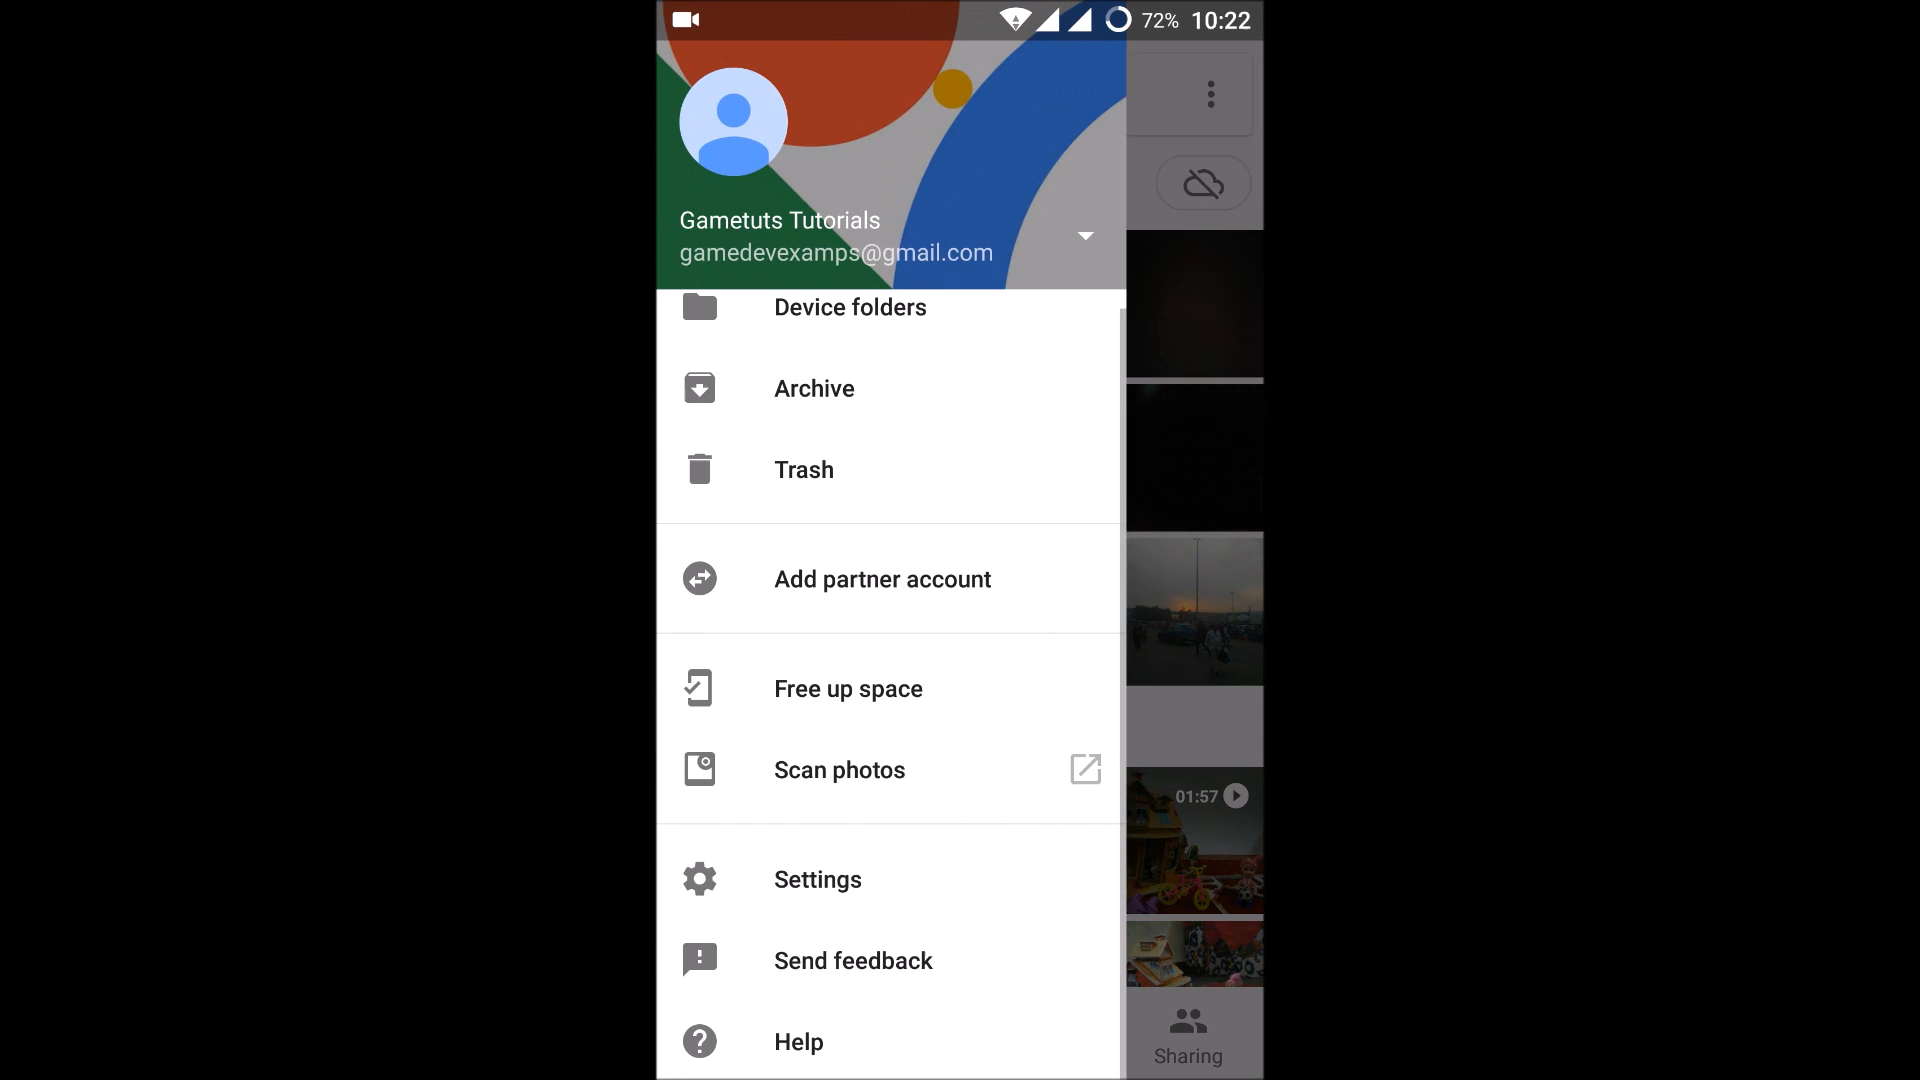 72% 10:22
Gametuts Tutorials
gamedevexamps@gmail.com
Device folders
Archive
Trash
Add partner account
Free up space
Scan photos
01:57
Settings
Send feedback
Help
Sharing